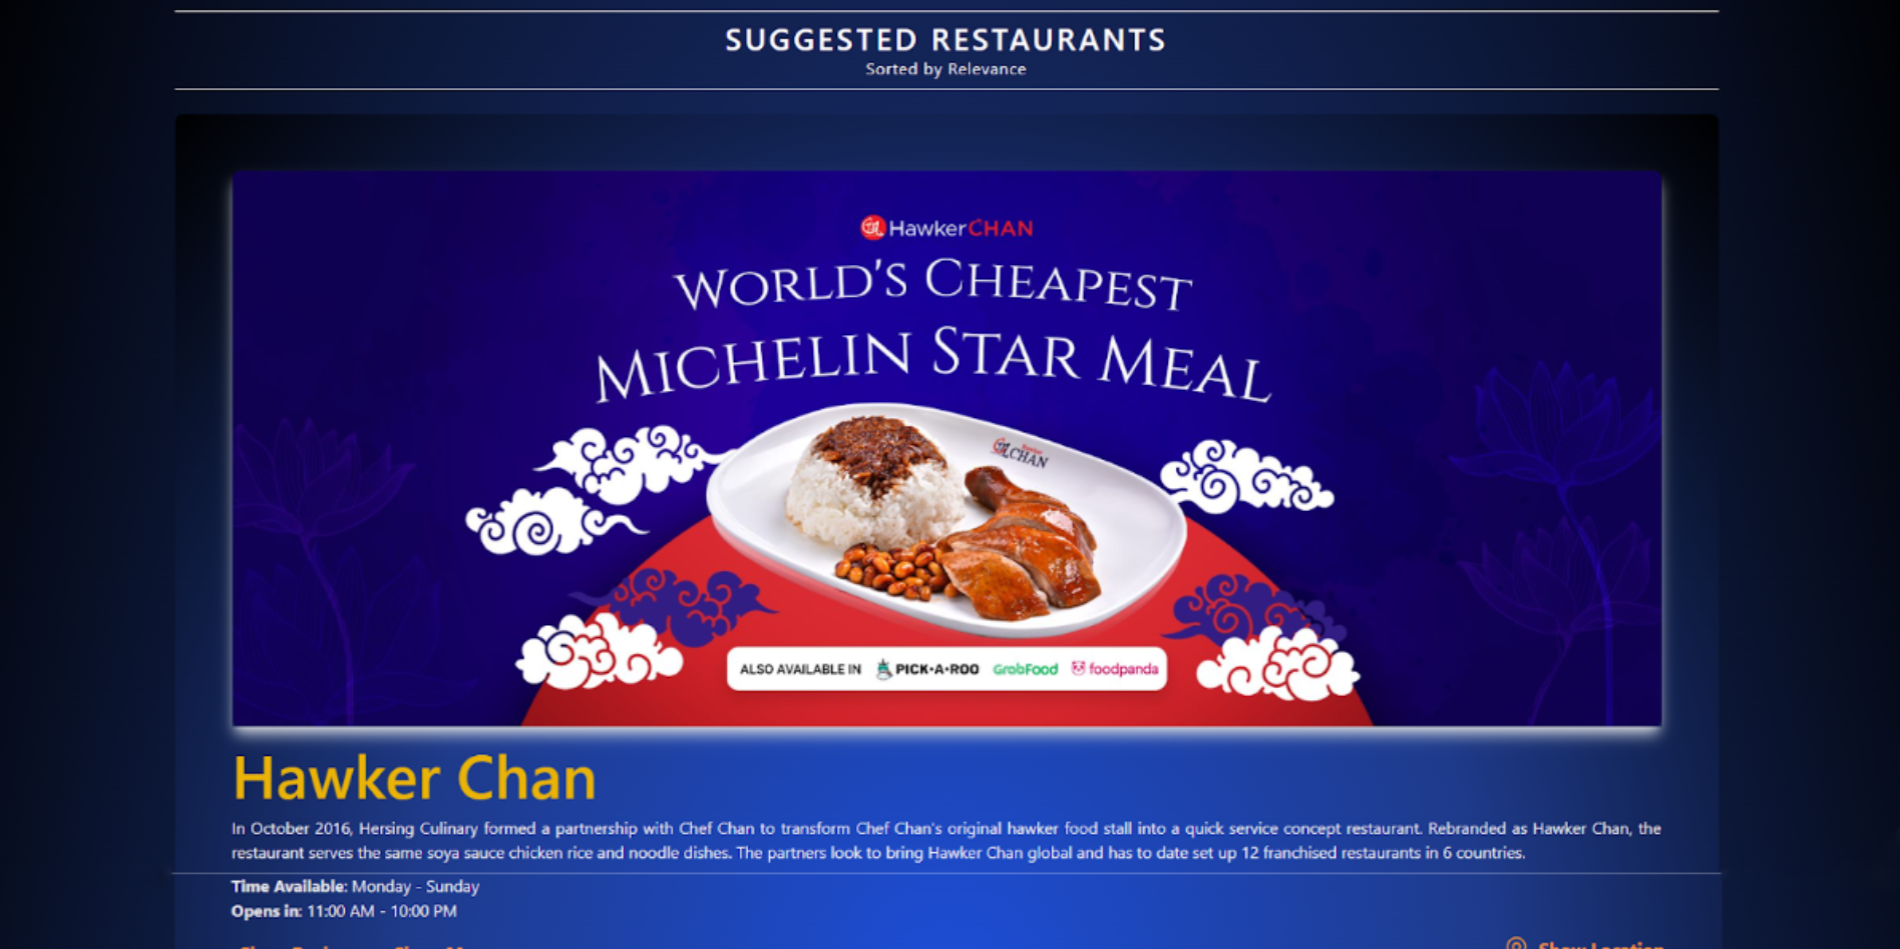 SUGGESTED RESTAURANTS
Sorted by Relevance
HawkerCHAN
WORLD'S CHEAPEST
MICHELIN STAR MEAL
CHAN
ALSO AVAILABLE IN PICK•A•ROO GrabFood foodpanda
Hawker Chan
In October 2016, Hersing Culinary formed a partnership with Chef Chan to transform Chef Chan's original hawker food stall into a quick service concept restaurant. Rebranded as Hawker Chan, the
restaurant serves the same soya sauce chicken rice and noodle dishes. The partners look to bring Hawker Chan global and has to date set up 12 franchised restaurants in 6 countries.
Time Available: Monday - Sunday
Opens in: 11:00 AM - 10:00 PM
Show Location